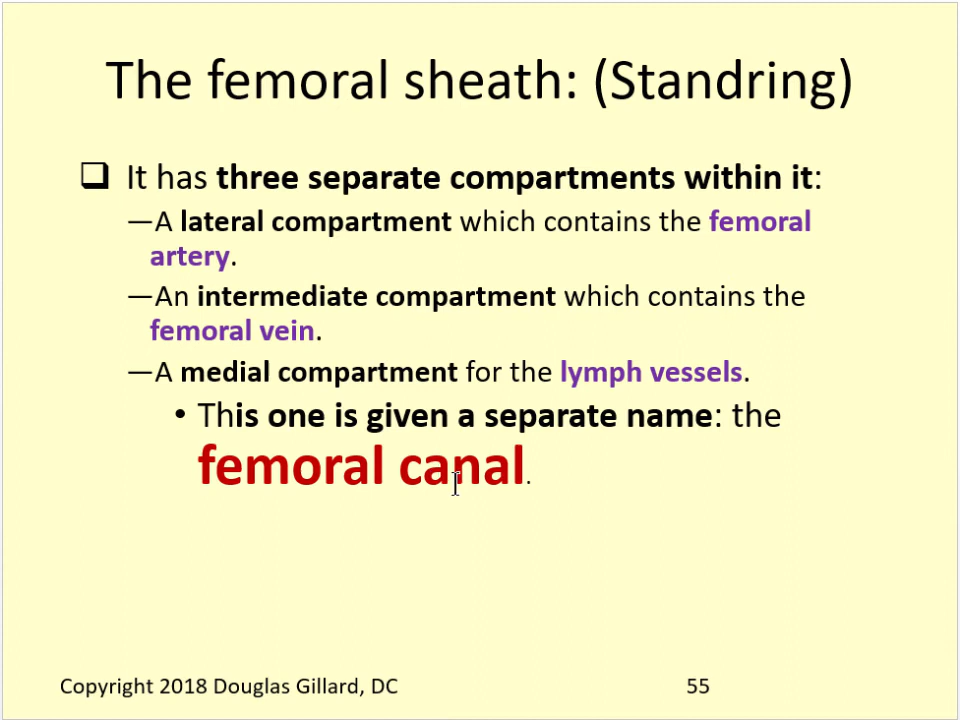 The femoral sheath: (Standring)
❑ It has three separate compartments within it:
—A lateral compartment which contains the femoral
artery.
—An intermediate compartment which contains the
femoral vein.
—A medial compartment for the lymph vessels.
• This one is given a separate name: the
femoral canal.
Copyright 2018 Douglas Gillard, DC 55